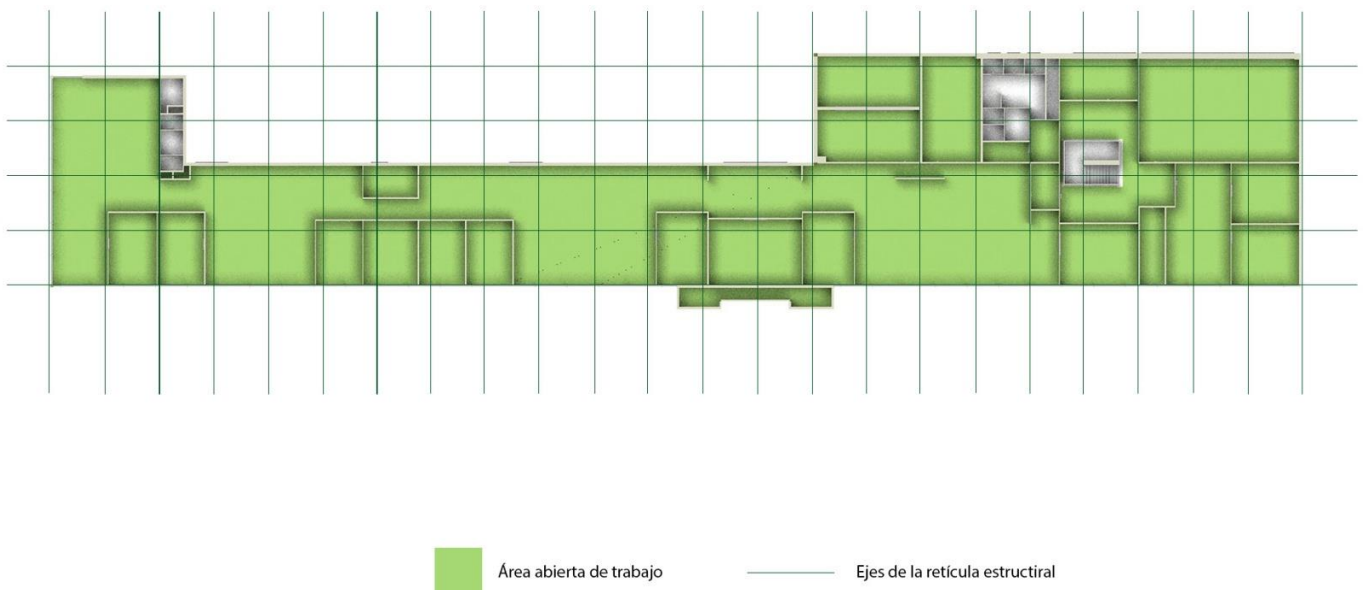 Área abierta de trabajo
Ejes de la retícula estructiral